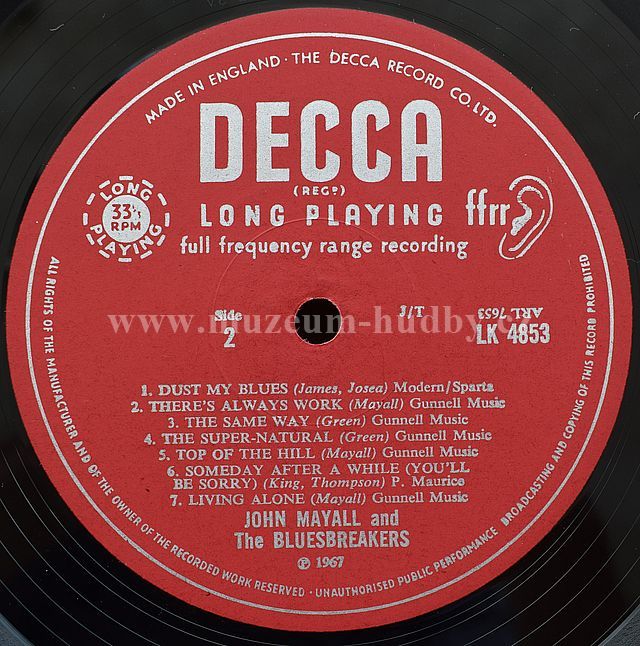 MADE IN ENGLAND · THE DECCA RECORD CO. LTD.
DECCA
(REGD)
LONG PLAYING
33⅓ RPM
LONG PLAYING
ffrr
full frequency range recording
www.muzeum-hudby.
Side
2
J/T
ARL 7653
LK 4853
1. DUST MY BLUES (James, Josea) Modern/Sparta
2. THERE'S ALWAYS WORK (Mayall) Gunnell Music
3. THE SAME WAY (Green) Gunnell Music
4. THE SUPER-NATURAL (Green) Gunnell Music
5. TOP OF THE HILL (Mayall) Gunnell Music
6. SOMEDAY AFTER A WHILE (YOU'LL
BE SORRY) (King, Thompson) P. Maurice
7. LIVING ALONE (Mayall) Gunnell Music
JOHN MAYALL and
The BLUESBREAKERS
℗ 1967
ALL RIGHTS OF THE MANUFACTURER AND OF THE OWNER OF THE RECORDED WORK RESERVED · UNAUTHORISED PUBLIC PERFORMANCE BROADCASTING AND COPYING OF THIS RECORD PROHIBITED